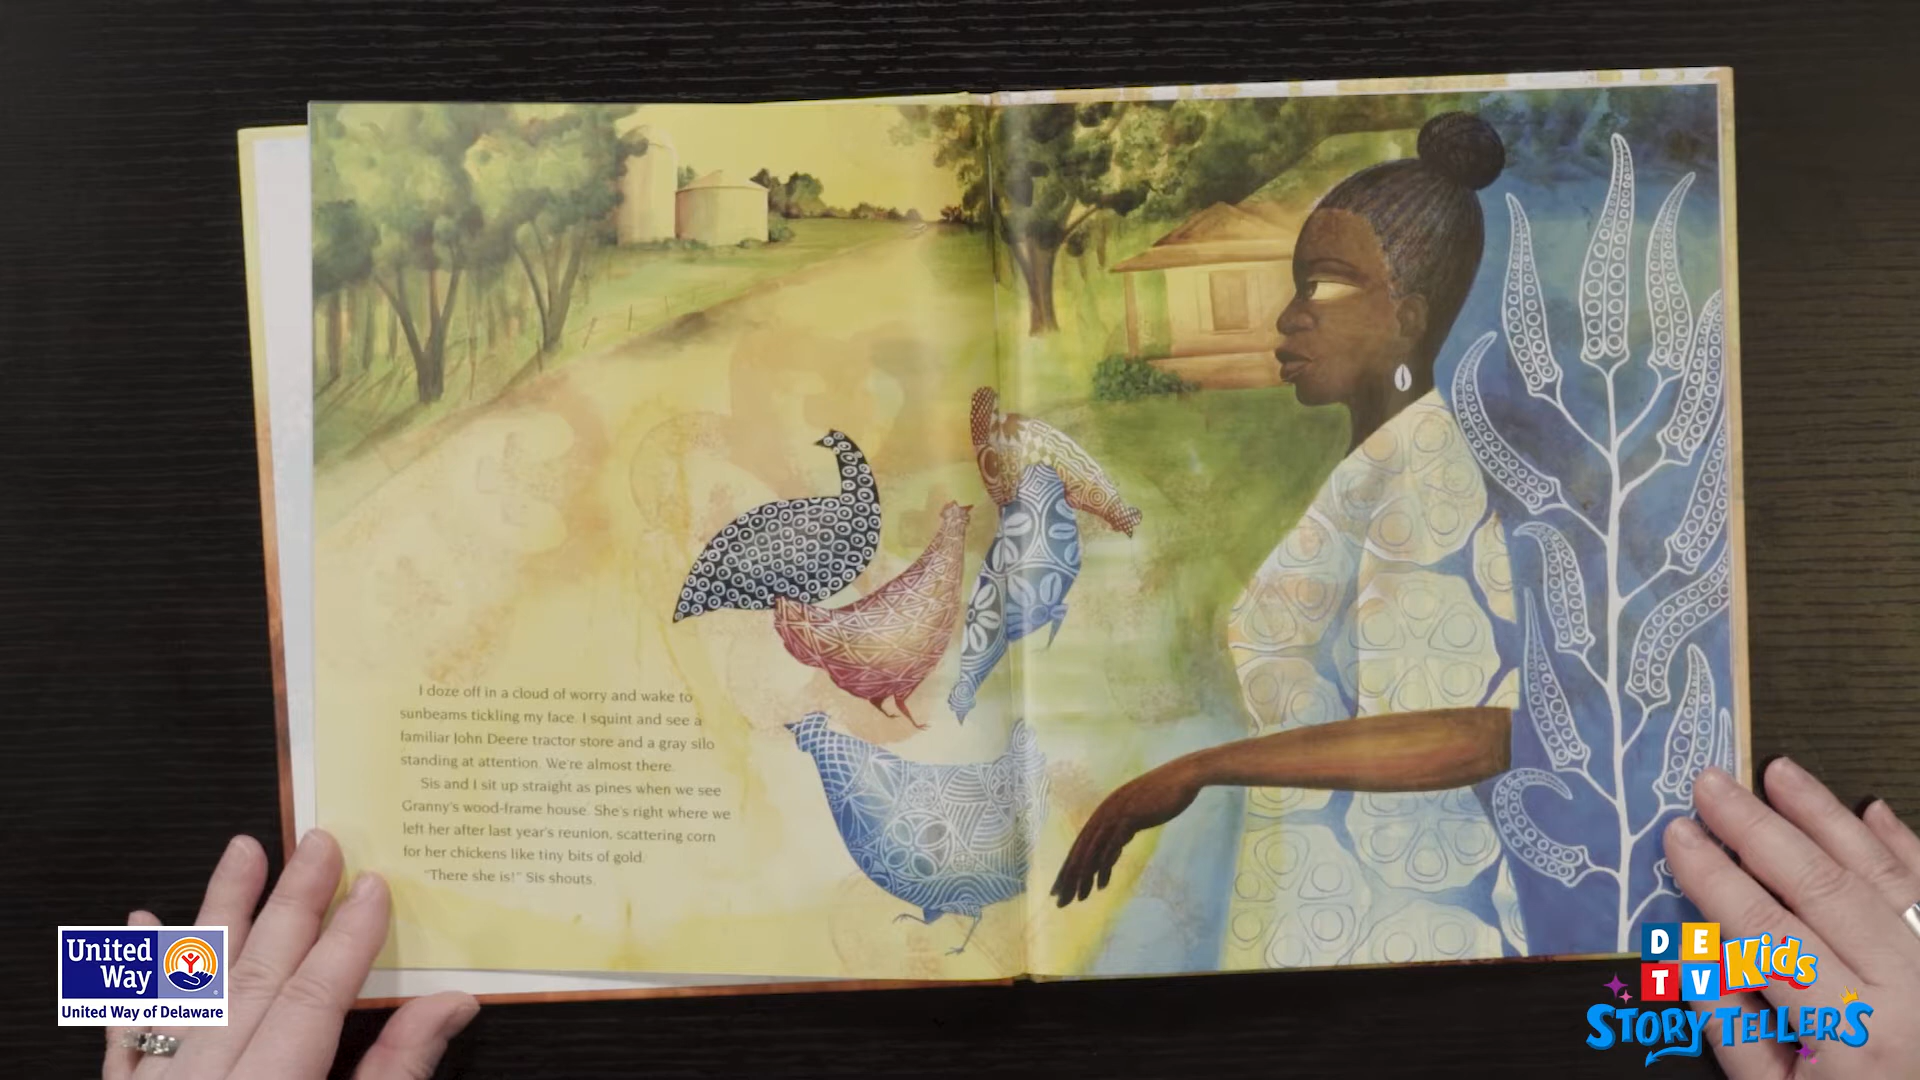 I doze off in a cloud of worry and wake to
sunbeams tickling my face. I squint and see a
familiar John Deere tractor store and a gray silo
standing at attention. We're almost there.
Sis and I sit up straight as pines when we see
Granny's wood-frame house. She's right where we
left her after last year's reunion, scattering corn
for her chickens like tiny bits of gold.
"There she is!" Sis shouts.
United
Way
United Way of Delaware
DE
TV Kids
STORYTELLERS